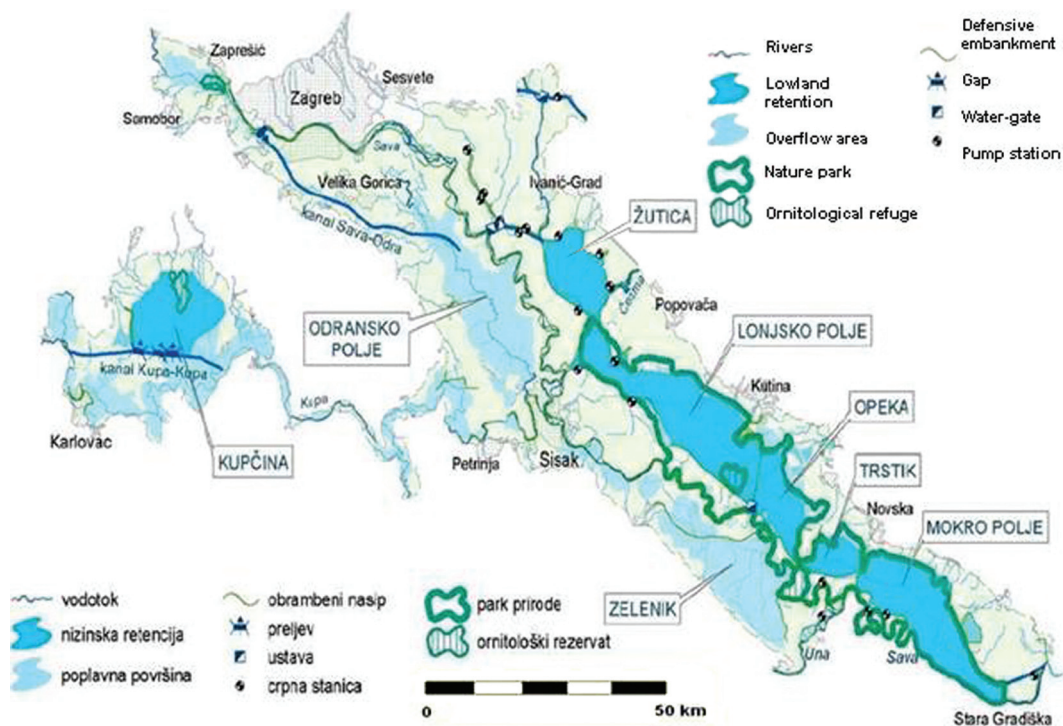 Zaprešić
Sesvete
Zagreb
Samobor
Sava
Velika Gorica
Ivanić-Grad
kanal Sava-Odra
ŽUTICA
Česma
Popovača
ODRANSKO
POLJE
LONJSKO POLJE
kanal Kupa-Kupa
Kupa
Kutina
OPEKA
Karlovac
KUPČINA
Petrinja
Sisak
TRSTIK
Novska
MOKRO POLJE
ZELENIK
Una
Sava
Stara Gradiška
Rivers
Lowland
retention
Overflow area
Nature park
Ornitological refuge
Defensive
embankment
Gap
Water-gate
Pump station
vodotok
nizinska retencija
poplavna površina
obrambeni nasip
preljev
ustava
crpna stanica
park prirode
ornitološki rezervat
0
50 km